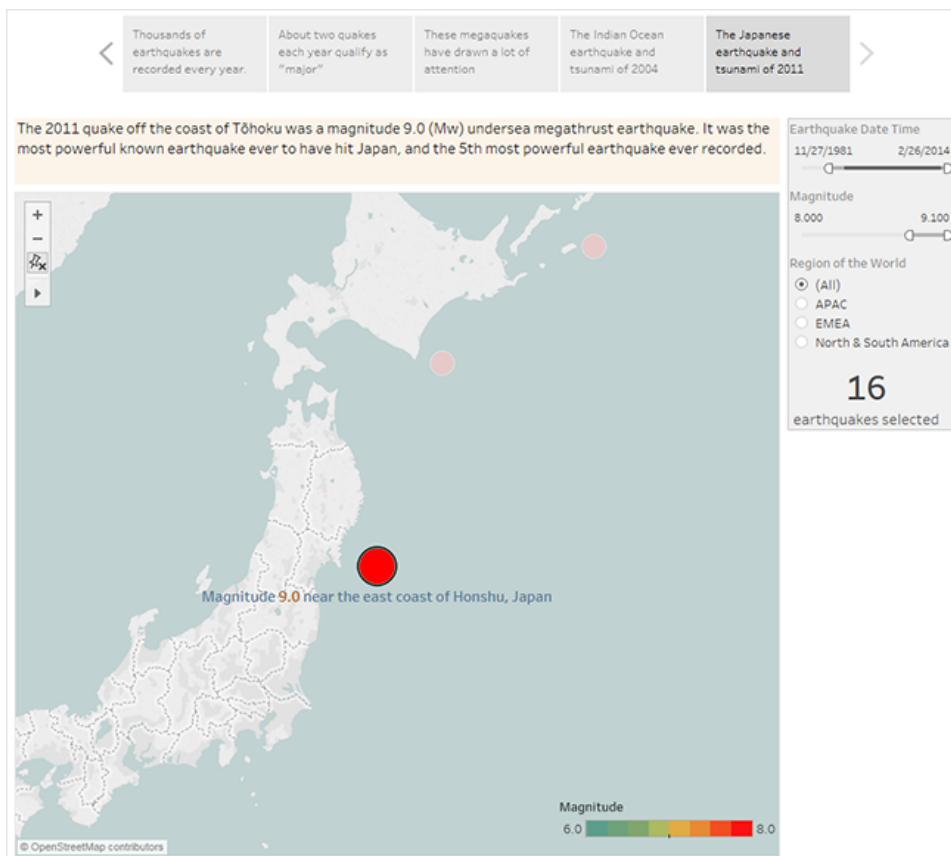 Thousands of
earthquakes are
recorded every year.
About two quakes
each year qualify as
"major"
These megaquakes
have drawn a lot of
attention
The Indian Ocean
earthquake and
tsunami of 2004
The Japanese
earthquake and
tsunami of 2011
The 2011 quake off the coast of Tōhoku was a magnitude 9.0 (Mw) undersea megathrust earthquake. It was the
most powerful known earthquake ever to have hit Japan, and the 5th most powerful earthquake ever recorded.
Earthquake Date Time
11/27/1981 2/26/2014
Magnitude
8.000 9.100
Region of the World
(All)
APAC
EMEA
North & South America
16
earthquakes selected
Magnitude 9.0 near the east coast of Honshu, Japan
Magnitude
6.0 8.0
© OpenStreetMap contributors